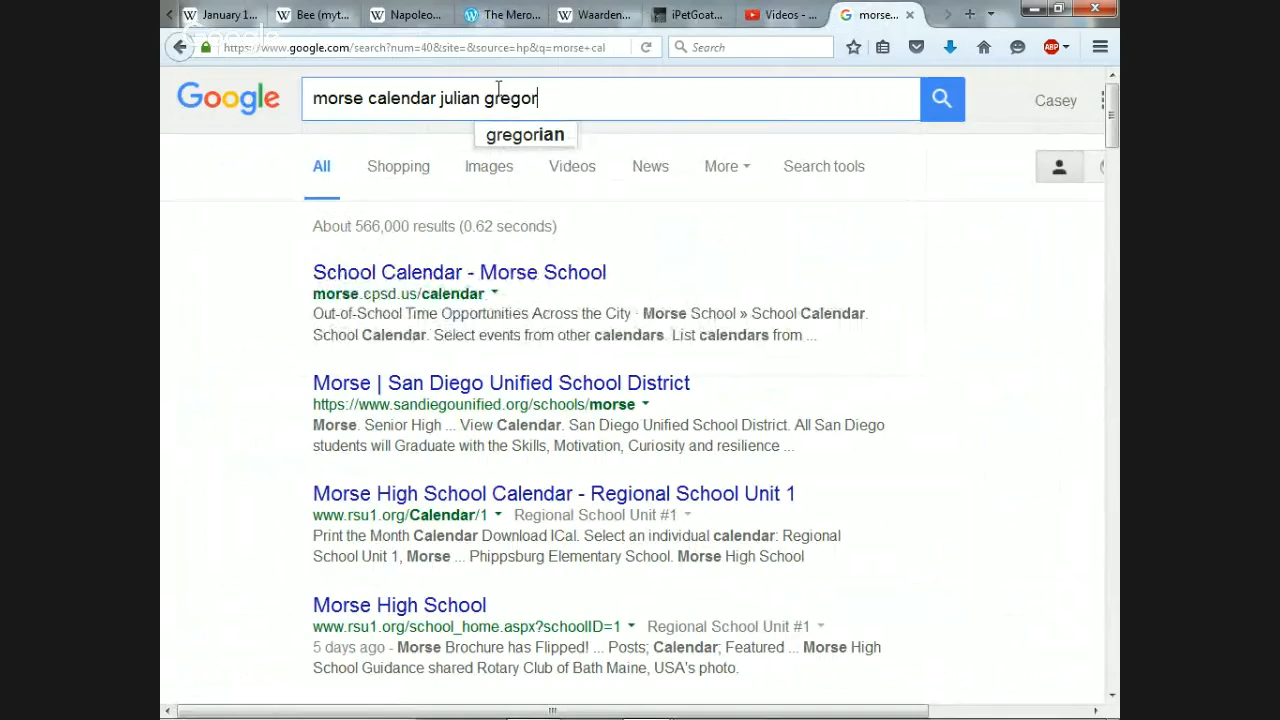 January 1...
Bee (myt...
Napoleo...
The Mero...
Waarden...
iPetGoat...
Videos - ...
morse...
Google
https://www.google.com/search?num=40&site=&source=hp&q=morse+cal
Search
ABP
Google
morse calendar julian gregor
Casey
gregorian
All
Shopping
Images
Videos
News
More
Search tools
About 566,000 results (0.62 seconds)
School Calendar - Morse School
morse.cpsd.us/calendar
Out-of-School Time Opportunities Across the City · Morse School » School Calendar.
School Calendar. Select events from other calendars. List calendars from ...
Morse | San Diego Unified School District
https://www.sandiegounified.org/schools/morse
Morse. Senior High ... View Calendar. San Diego Unified School District. All San Diego
students will Graduate with the Skills, Motivation, Curiosity and resilience ...
Morse High School Calendar - Regional School Unit 1
www.rsu1.org/Calendar/1 Regional School Unit #1
Print the Month Calendar Download ICal. Select an individual calendar: Regional
School Unit 1, Morse ... Phippsburg Elementary School. Morse High School
Morse High School
www.rsu1.org/school_home.aspx?schoolID=1 Regional School Unit #1
5 days ago - Morse Brochure has Flipped! ... Posts; Calendar; Featured ... Morse High
School Guidance shared Rotary Club of Bath Maine, USA's photo.